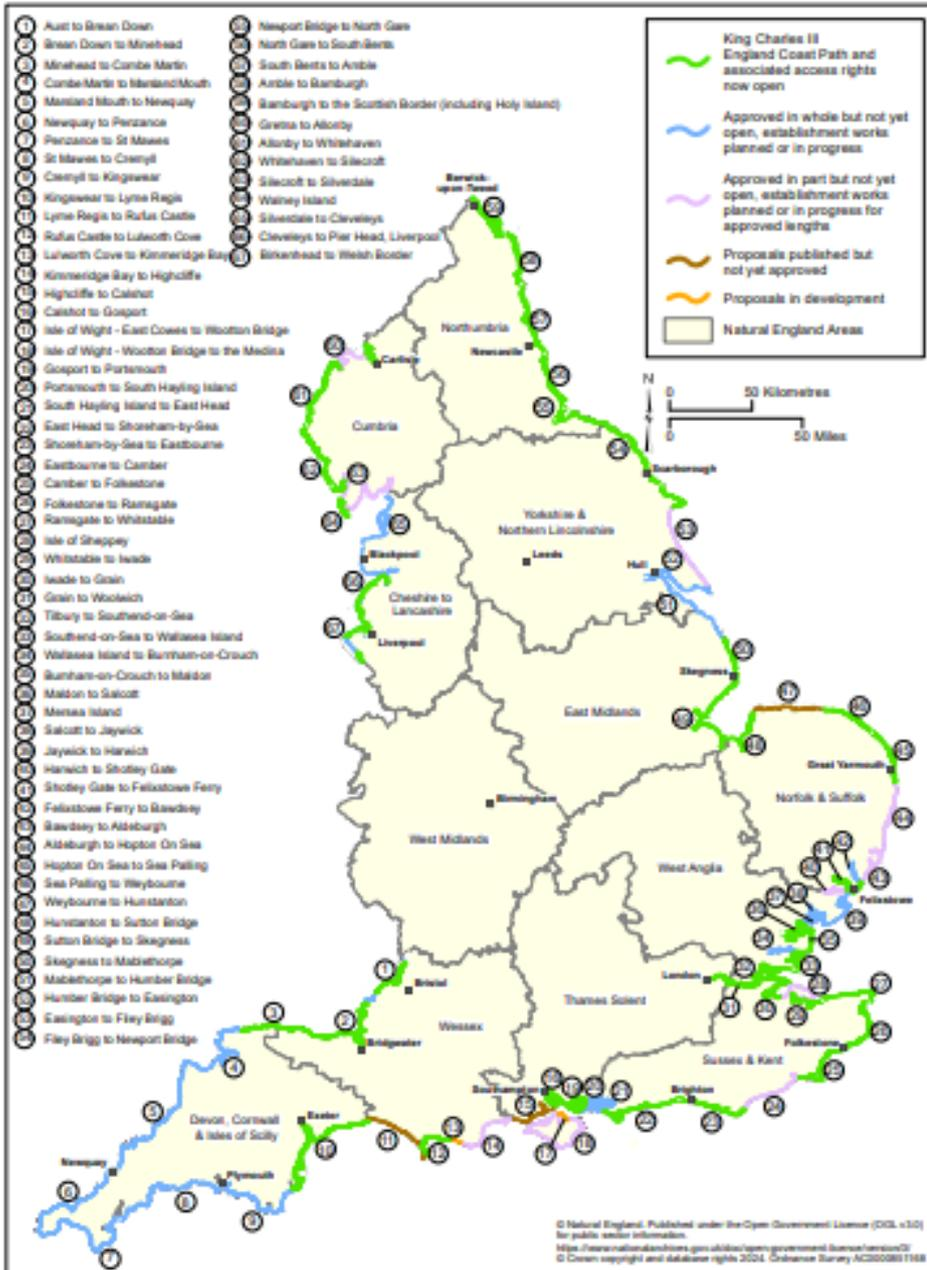 1 Aust to Brean Down
2 Brean Down to Minehead
3 Minehead to Combe Martin
4 Combe Martin to Marsland Mouth
5 Marsland Mouth to Newquay
6 Newquay to Penzance
7 Penzance to St Mawes
8 St Mawes to Cremyll
9 Cremyll to Kingswear
10 Kingswear to Lyme Regis
11 Lyme Regis to Rufus Castle
12 Rufus Castle to Lulworth Cove
13 Lulworth Cove to Kimmeridge Bay
14 Kimmeridge Bay to Highcliffe
15 Highcliffe to Calshot
16 Calshot to Gosport
17 Isle of Wight - East Cowes to Wootton Bridge
18 Isle of Wight - Wootton Bridge to the Medina
19 Gosport to Portsmouth
20 Portsmouth to South Hayling Island
21 South Hayling Island to East Head
22 East Head to Shoreham-by-Sea
23 Shoreham-by-Sea to Eastbourne
24 Eastbourne to Camber
25 Camber to Folkestone
26 Folkestone to Ramsgate
27 Ramsgate to Whitstable
28 Isle of Sheppey
29 Whitstable to Iwade
30 Iwade to Grain
31 Grain to Woolwich
32 Tilbury to Southend-on-Sea
33 Southend-on-Sea to Wallasea Island
34 Wallasea Island to Burnham-on-Crouch
35 Burnham-on-Crouch to Maldon
36 Maldon to Salcott
37 Mersea Island
38 Salcott to Jaywick
39 Jaywick to Harwich
40 Harwich to Shotley Gate
41 Shotley Gate to Felixstowe Ferry
42 Felixstowe Ferry to Bawdsey
43 Bawdsey to Aldeburgh
44 Aldeburgh to Hopton On Sea
45 Hopton On Sea to Sea Palling
46 Sea Palling to Weybourne
47 Weybourne to Hunstanton
48 Hunstanton to Sutton Bridge
49 Sutton Bridge to Skegness
50 Skegness to Mablethorpe
51 Mablethorpe to Humber Bridge
52 Humber Bridge to Easington
53 Easington to Filey Brigg
54 Filey Brigg to Newport Bridge
55 Newport Bridge to North Gare
56 North Gare to South Bents
57 South Bents to Amble
58 Amble to Bamburgh
59 Bamburgh to the Scottish Border (including Holy Island)
60 Gretna to Allonby
61 Allonby to Whitehaven
62 Whitehaven to Silecroft
63 Silecroft to Silverdale
64 Walney Island
65 Silverdale to Cleveleys
66 Cleveleys to Pier Head, Liverpool
67 Birkenhead to Welsh Border
King Charles III
England Coast Path and
associated access rights
now open
Approved in whole but not yet
open, establishment works
planned or in progress
Approved in part but not yet
open, establishment works
planned or in progress for
approved lengths
Proposals published but
not yet approved
Proposals in development
Natural England Areas
N
0 50 Kilometres
0 50 Miles
Berwick-
upon-Tweed
Northumbria
Newcastle
Carlisle
Cumbria
Scarborough
Yorkshire &
Northern Lincolnshire
Leeds
Hull
Blackpool
Cheshire to
Lancashire
Liverpool
Skegness
East Midlands
Great Yarmouth
Norfolk & Suffolk
Birmingham
West Midlands
West Anglia
Felixstowe
Bristol
London
Thames Solent
Wessex
Bridgwater
Folkestone
Sussex & Kent
Southampton
Brighton
Exeter
Devon, Cornwall
& Isles of Scilly
Newquay
Plymouth
© Natural England. Published under the Open Government Licence (OGL v3.0)
for public sector information.
https://www.nationalarchives.gov.uk/doc/open-government-licence/version/3/
© Crown copyright and database rights 2024. Ordnance Survey